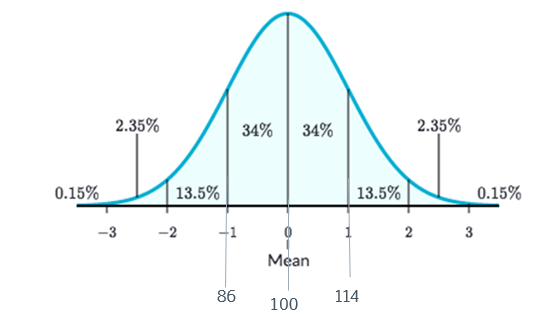 2.35% 2.35%
34% 34%
0.15% 13.5% 13.5% 0.15%
−3 −2 −1 0 1 2 3
Mean
86 100 114